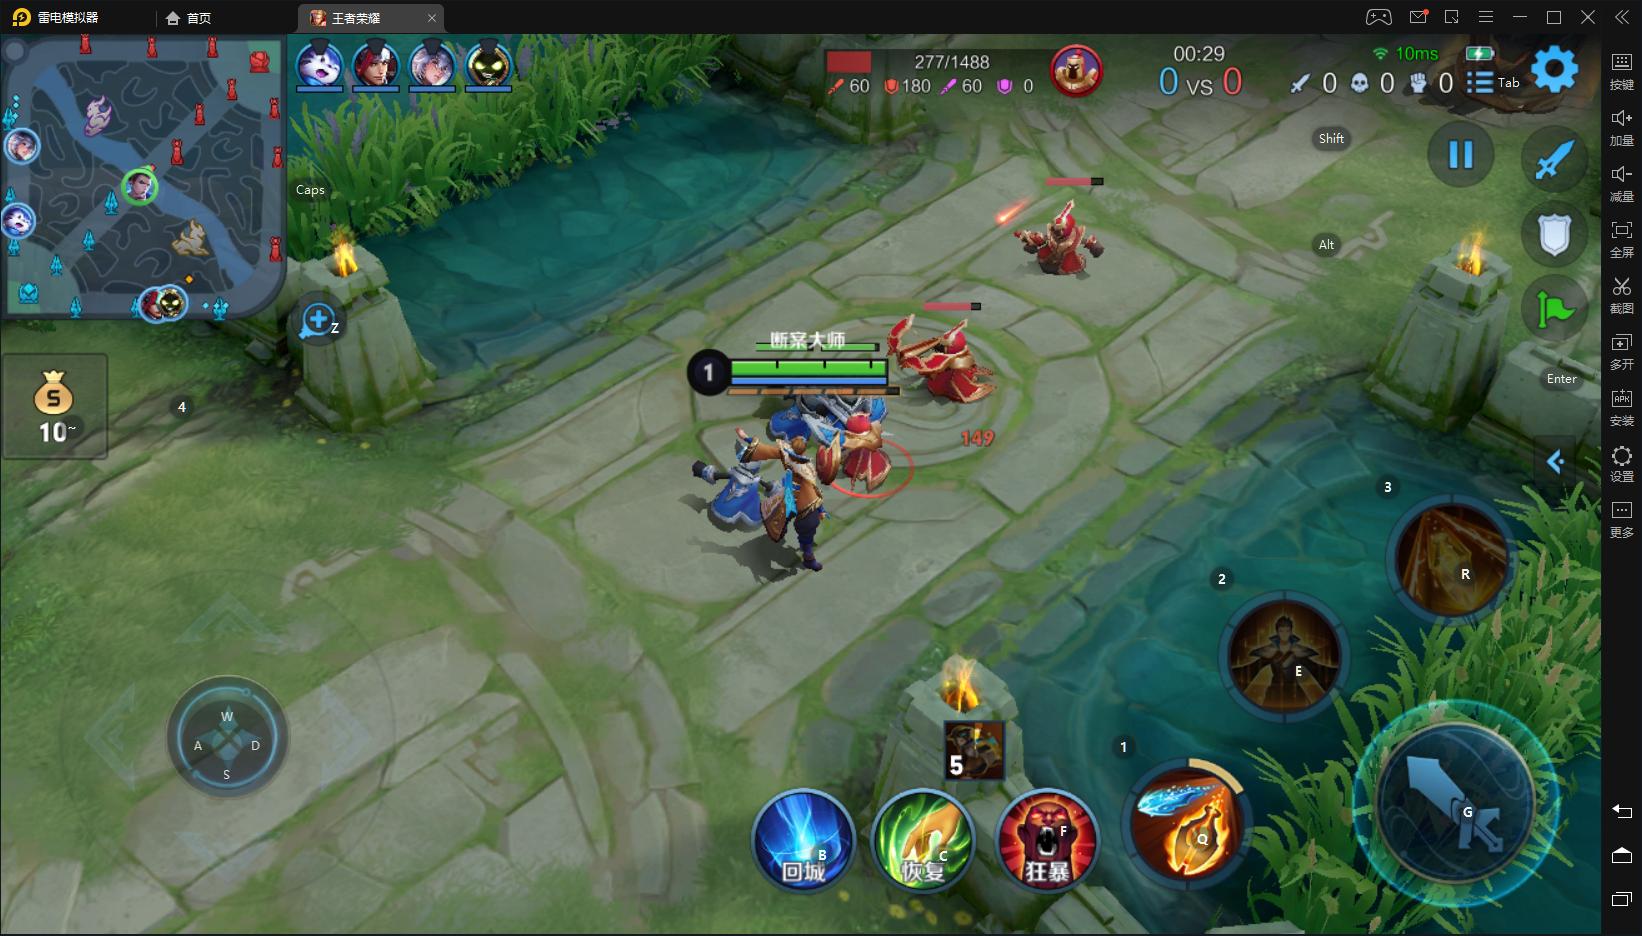 雷电模拟器
首页
王者荣耀
277/1488
60 180 60 0
00:29
0 VS 0
10ms
0 0 0
Tab
Shift
Caps
Alt
Z
10~
4
断案大师
1
149
Enter
3
R
2
E
W
A D
S
5
1
B
回城
C
恢复
F
狂暴
Q
G
按键
加量
减量
全屏
截图
多开
APK
安装
设置
更多